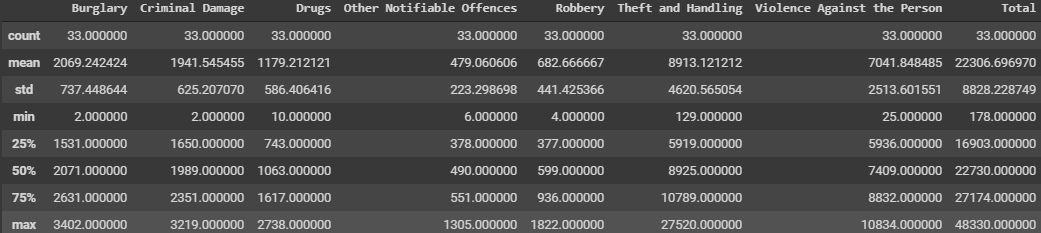 Burglary Criminal Damage Drugs Other Notifiable Offences Robbery Theft and Handling Violence Against the Person Total
count 33.000000 33.000000 33.000000 33.000000 33.000000 33.000000 33.000000 33.000000
mean 2069.242424 1941.545455 1179.212121 479.060606 682.666667 8913.121212 7041.848485 22306.696970
std 737.448644 625.207070 586.406416 223.298698 441.425366 4620.565054 2513.601551 8828.228749
min 2.000000 2.000000 10.000000 6.000000 4.000000 129.000000 25.000000 178.000000
25% 1531.000000 1650.000000 743.000000 378.000000 377.000000 5919.000000 5936.000000 16903.000000
50% 2071.000000 1989.000000 1063.000000 490.000000 599.000000 8925.000000 7409.000000 22730.000000
75% 2631.000000 2351.000000 1617.000000 551.000000 936.000000 10789.000000 8832.000000 27174.000000
max 3402.000000 3219.000000 2738.000000 1305.000000 1822.000000 27520.000000 10834.000000 48330.000000